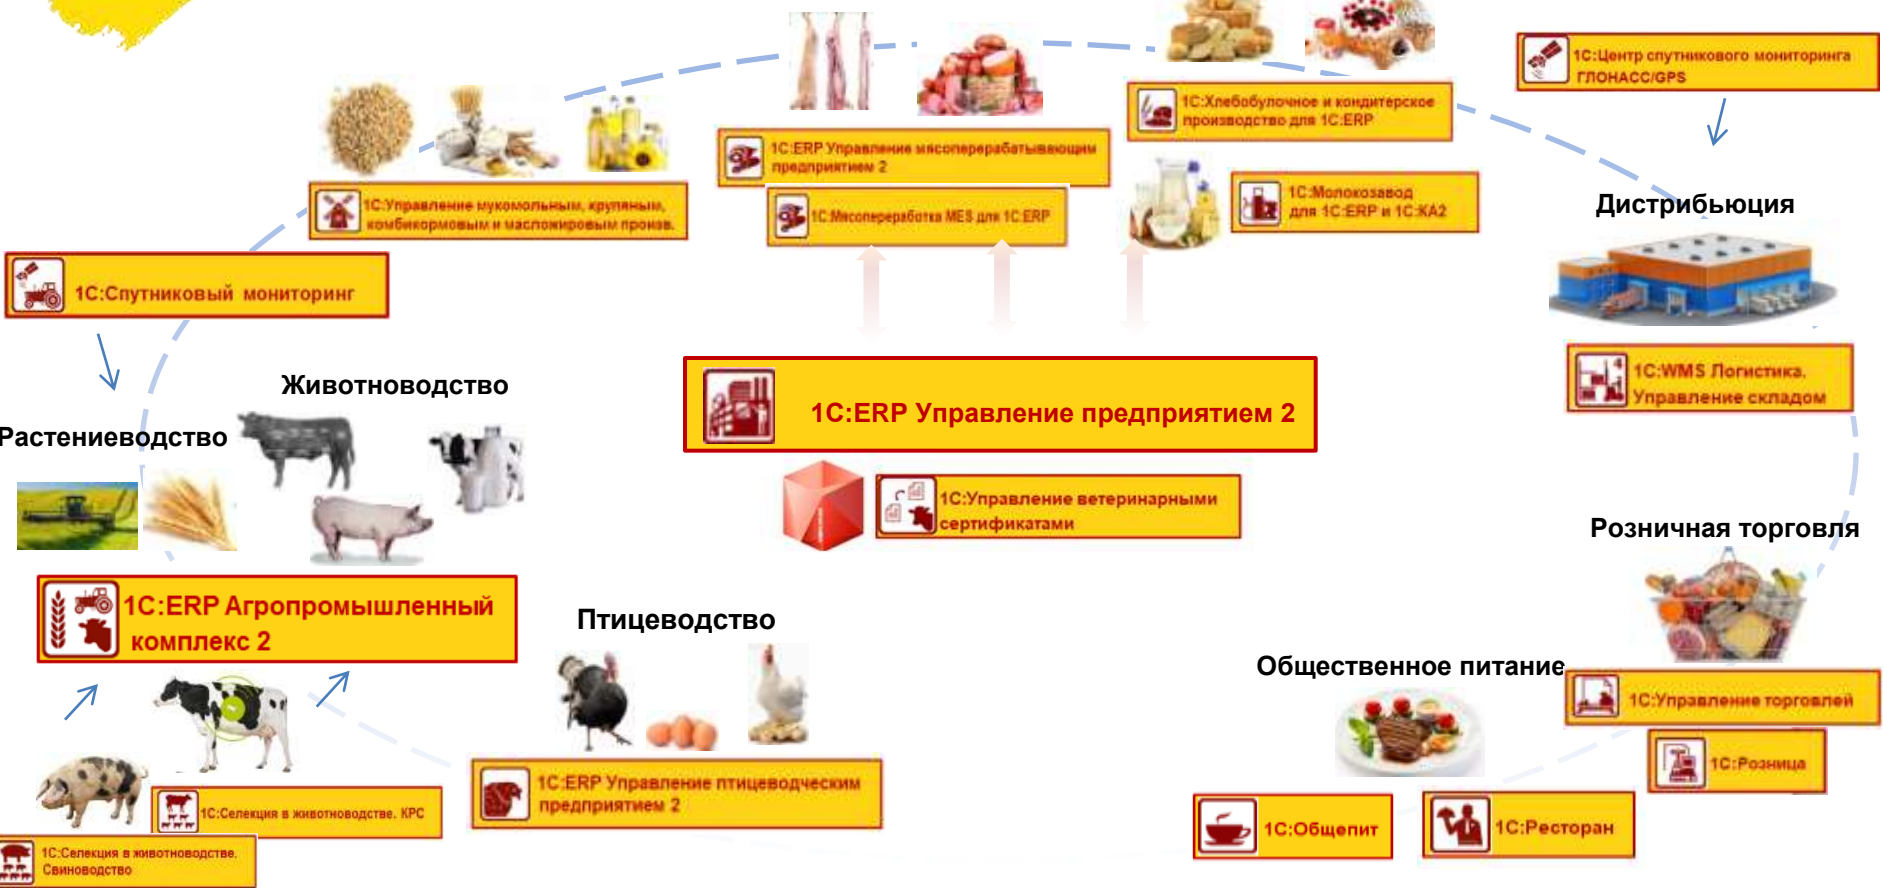 1С:Центр спутникового мониторинга
ГЛОНАСС/GPS
1С:Хлебобулочное и кондитерское
производство для 1С:ERP
1С:ERP Управление мясоперерабатывающим
предприятием 2
1С:Мясопереработка MES для 1С:ERP
1С:Управление мукомольным, крупяным,
комбикормовым и масложировым произв.
1С:Молокозавод
для 1С:ERP и 1С:КА2
Дистрибьюция
1С:Спутниковый мониторинг
1С:WMS Логистика.
Управление складом
4
Животноводство
Растениеводство
1С:ERP Управление предприятием 2
1С:Управление ветеринарными
сертификатами
Розничная торговля
1С:ERP Агропромышленный
комплекс 2
Птицеводство
Общественное питание
1С:Управление торговлей
1С:Розница
1С:ERP Управление птицеводческим
предприятием 2
1С:Селекция в животноводстве. КРС
1С:Общепит
1С:Ресторан
1С:Селекция в животноводстве.
Свиноводство